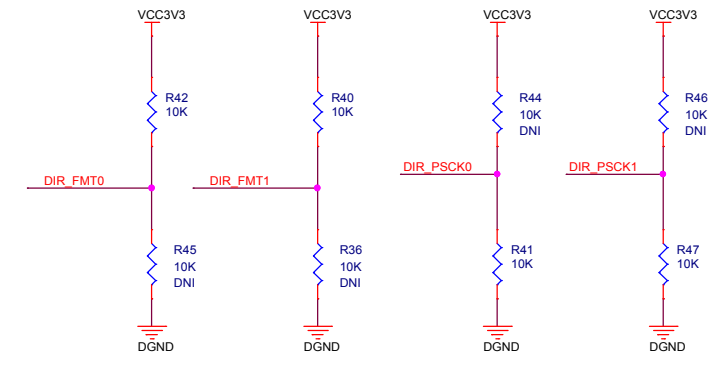 VCC3V3
VCC3V3
VCC3V3
VCC3V3
R42
10K
R40
10K
R44
10K
DNI
R46
10K
DNI
DIR_FMT0
DIR_FMT1
DIR_PSCK0
DIR_PSCK1
R45
10K
DNI
R36
10K
DNI
R41
10K
R47
10K
DGND
DGND
DGND
DGND